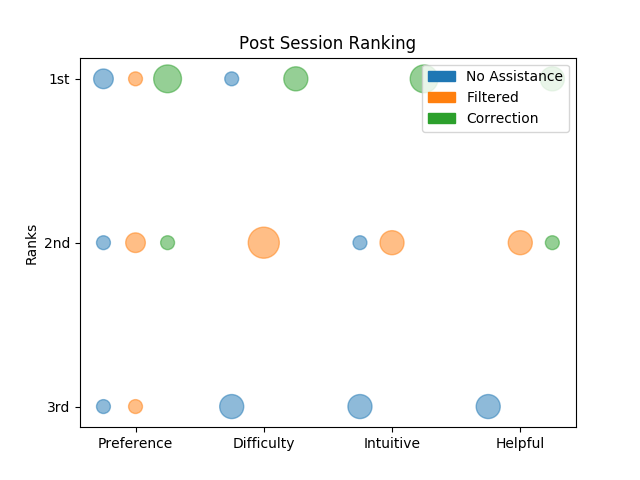 Post Session Ranking
1st
No Assistance
Filtered
Correction
Ranks
2nd
3rd
Preference
Difficulty
Intuitive
Helpful